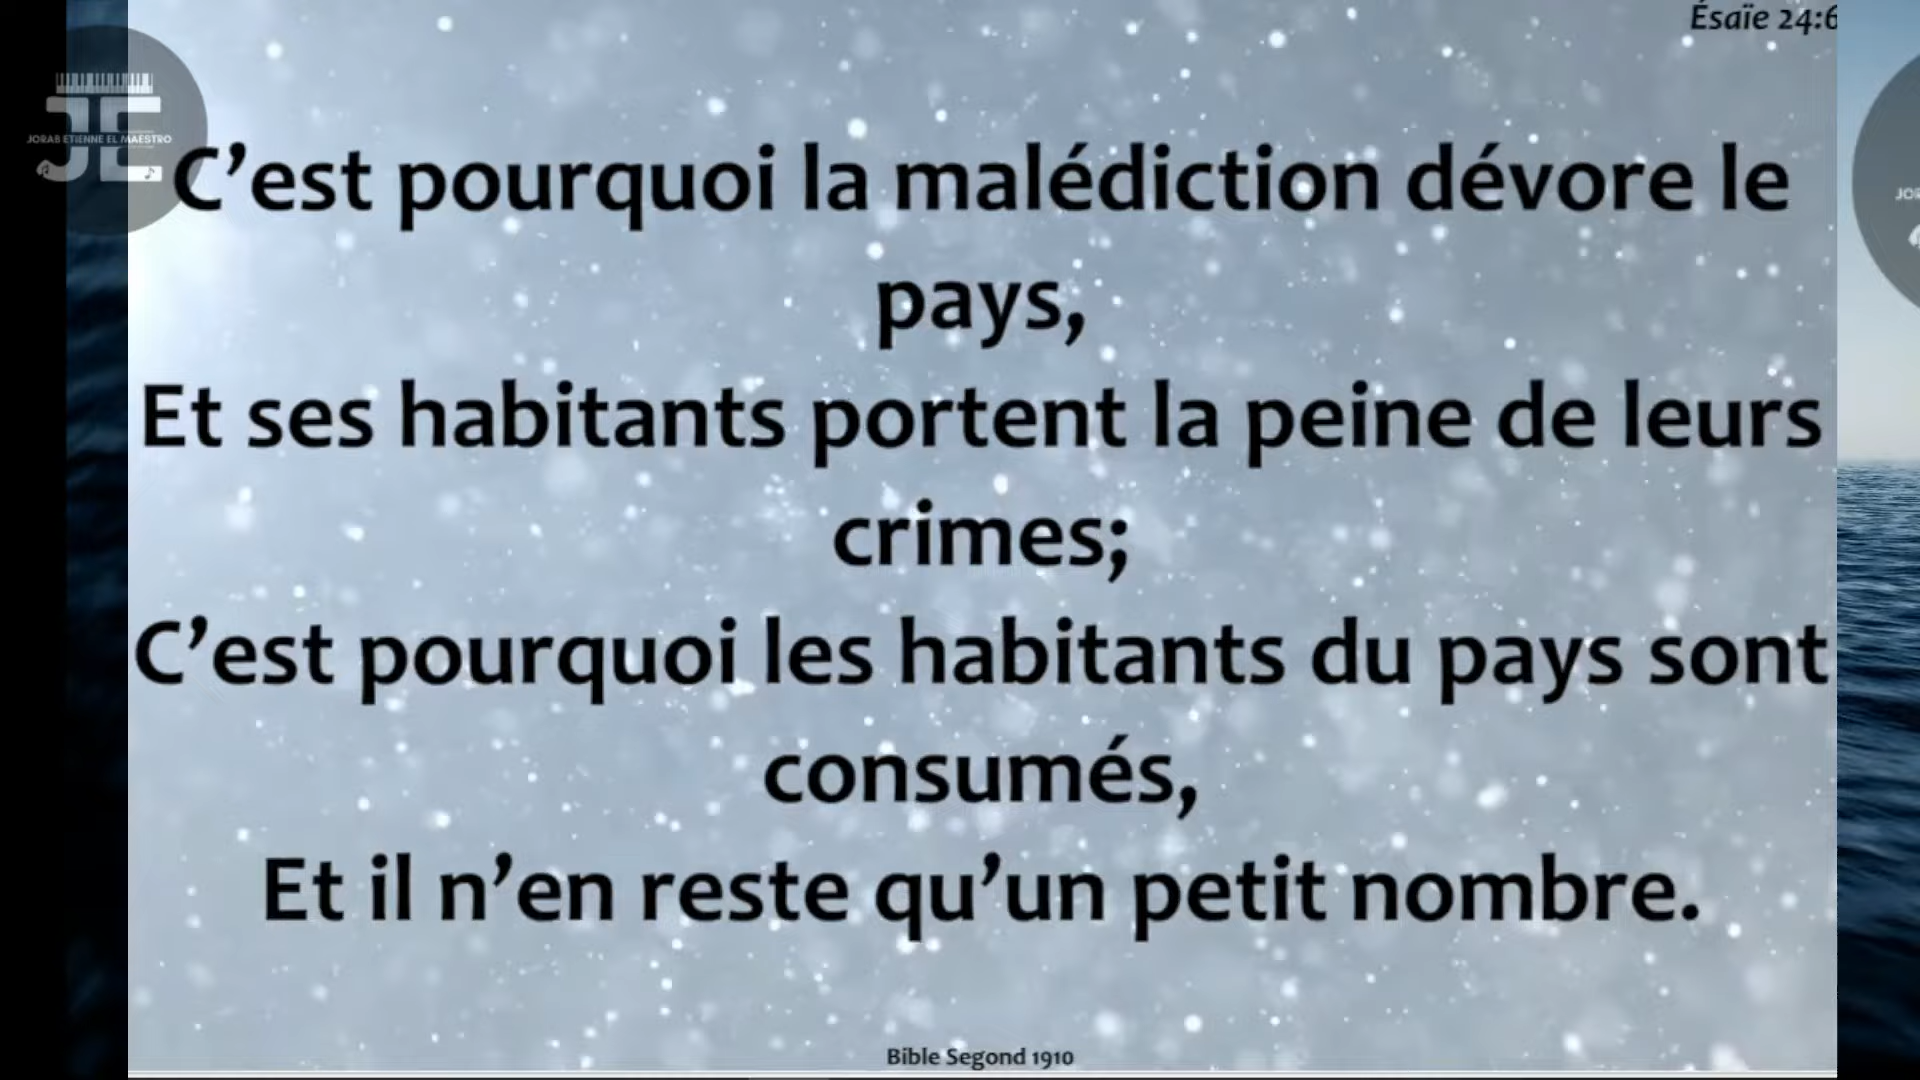 Ésaïe 24:6
JORAB ETIENNE EL MAESTRO
C’est pourquoi la malédiction dévore le
pays,
Et ses habitants portent la peine de leurs
crimes;
C’est pourquoi les habitants du pays sont
consumés,
Et il n’en reste qu’un petit nombre.
Bible Segond 1910